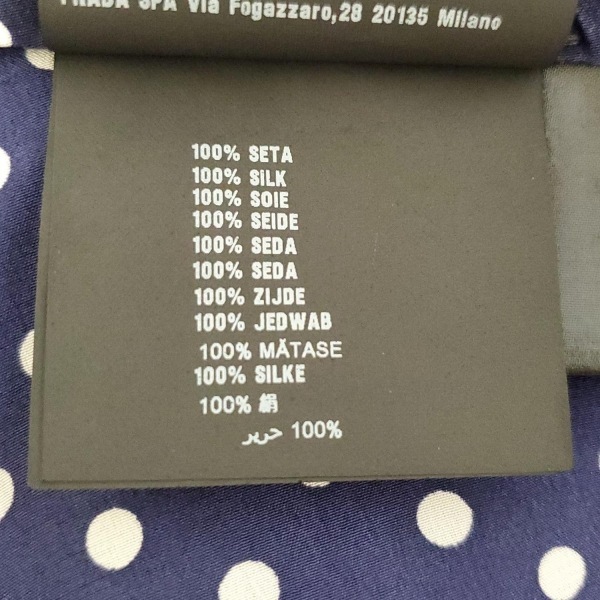 PRADA SPA Via Fogazzaro,28 20135 Milano
100% SETA
100% SiLK
100% SOIE
100% SEIDE
100% SEDA
100% SEDA
100% ZIJDE
100% JEDWAB
100% MĂTASE
100% SILKE
100% 絹
100% حرير